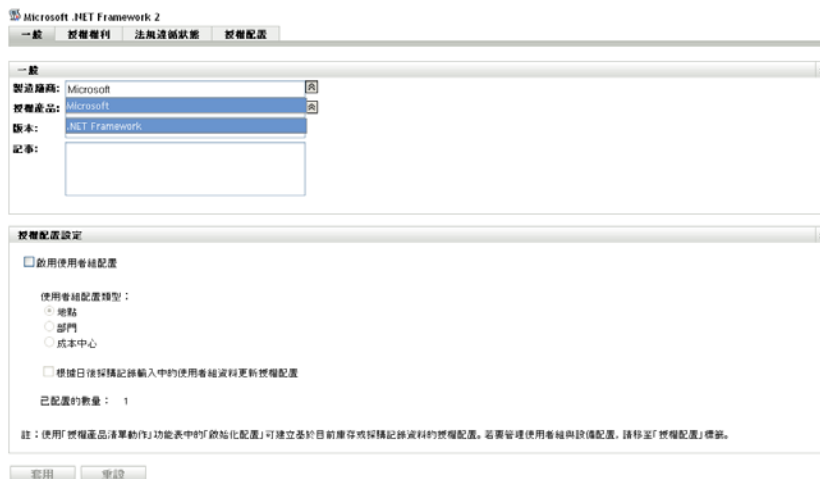 Microsoft .NET Framework 2
一般 授權權利 法規遵循狀態 授權配置
一般
製造廠商: Microsoft
授權產品: Microsoft
版本: .NET Framework
記事:
授權配置設定
啟用使用者組配置
使用者組配置類型：
地點
部門
成本中心
根據日後採購記錄輸入中的使用者組資料更新授權配置
已配置的數量： 1
註：使用「授權產品清單動作」功能表中的「啟始化配置」可建立基於目前庫存或採購記錄資料的授權配置。若要管理使用者組與設備配置，請移至「授權配置」標籤。
套用 重設